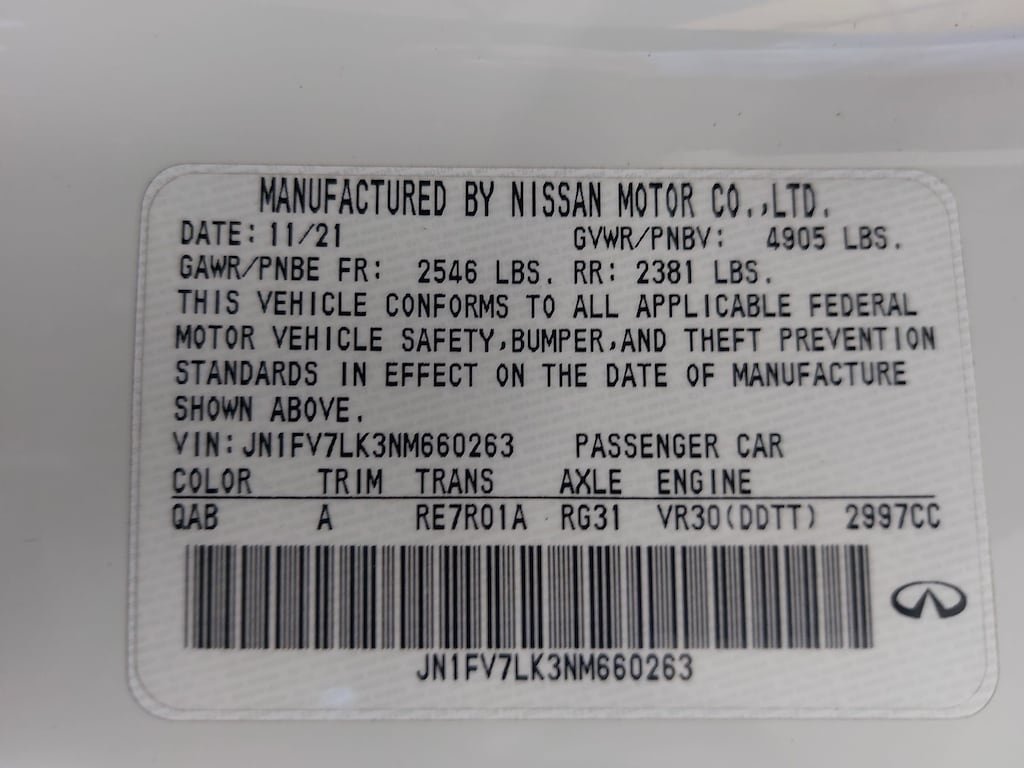 MANUFACTURED BY NISSAN MOTOR CO.,LTD.
DATE: 11/21 GVWR/PNBV: 4905 LBS.
GAWR/PNBE FR: 2546 LBS. RR: 2381 LBS.
THIS VEHICLE CONFORMS TO ALL APPLICABLE FEDERAL
MOTOR VEHICLE SAFETY,BUMPER,AND THEFT PREVENTION
STANDARDS IN EFFECT ON THE DATE OF MANUFACTURE
SHOWN ABOVE.
VIN:JN1FV7LK3NM660263 PASSENGER CAR
COLOR TRIM TRANS AXLE ENGINE
QAB A RE7R01A RG31 VR30(DDTT) 2997CC
JN1FV7LK3NM660263